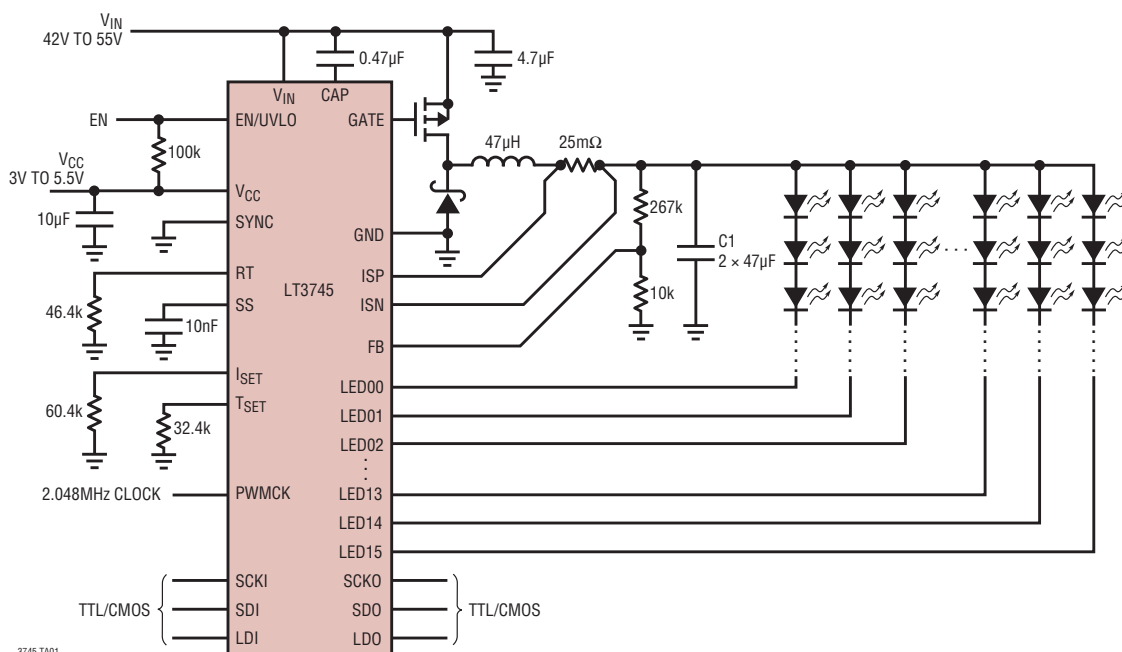 VIN
42V TO 55V
0.47µF
4.7µF
VIN
CAP
EN
EN/UVLO
GATE
100k
47µH
25mΩ
VCC
3V TO 5.5V
VCC
10µF
SYNC
GND
267k
C1
2 × 47µF
...
RT
ISP
LT3745
46.4k
SS
ISN
10k
10nF
FB
ISET
LED00
60.4k
TSET
LED01
32.4k
LED02
2.048MHz CLOCK
PWMCK
LED13
LED14
LED15
SCKI
SCKO
TTL/CMOS
SDI
SDO
TTL/CMOS
LDI
LDO
3745 TA01